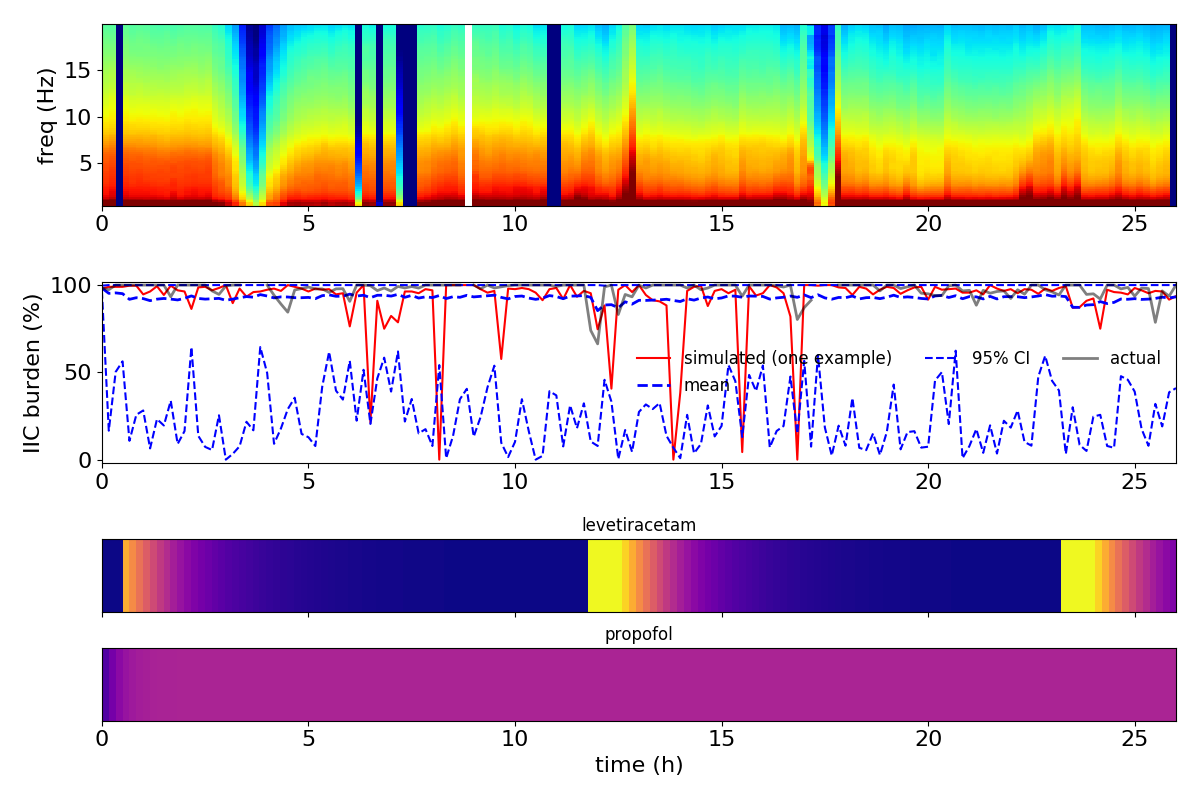 freq (Hz)
15
10
5
0 5 10 15 20 25
IIC burden (%)
100
50
0
simulated (one example) 95% CI actual
mean
0 5 10 15 20 25
levetiracetam
propofol
0 5 10 15 20 25
time (h)